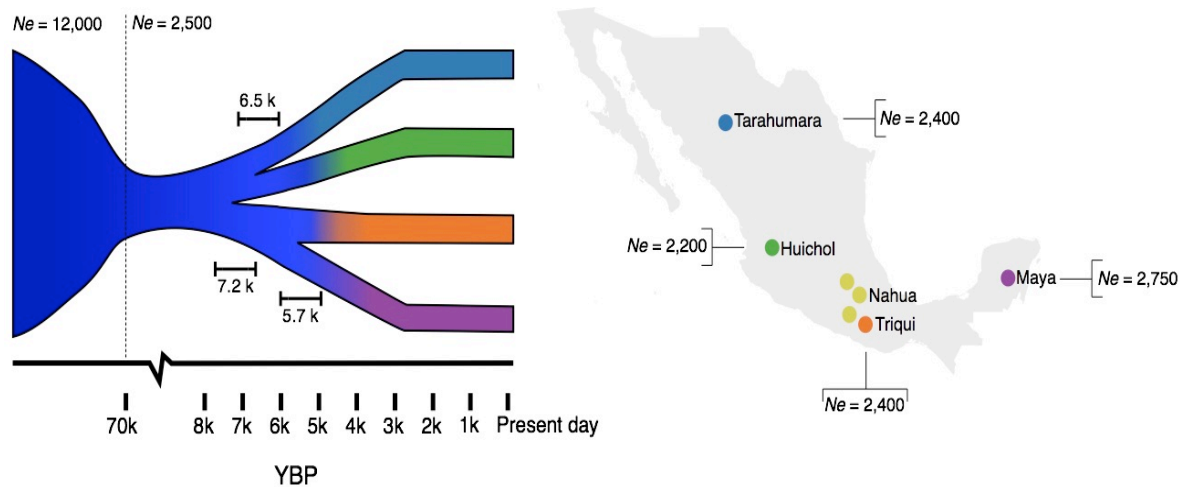 Ne = 12,000
Ne = 2,500
6.5 k
7.2 k
5.7 k
70k
8k
7k
6k
5k
4k
3k
2k
1k
Present day
YBP
Tarahumara
Ne = 2,400
Ne = 2,200
Huichol
Maya
Ne = 2,750
Nahua
Triqui
Ne = 2,400